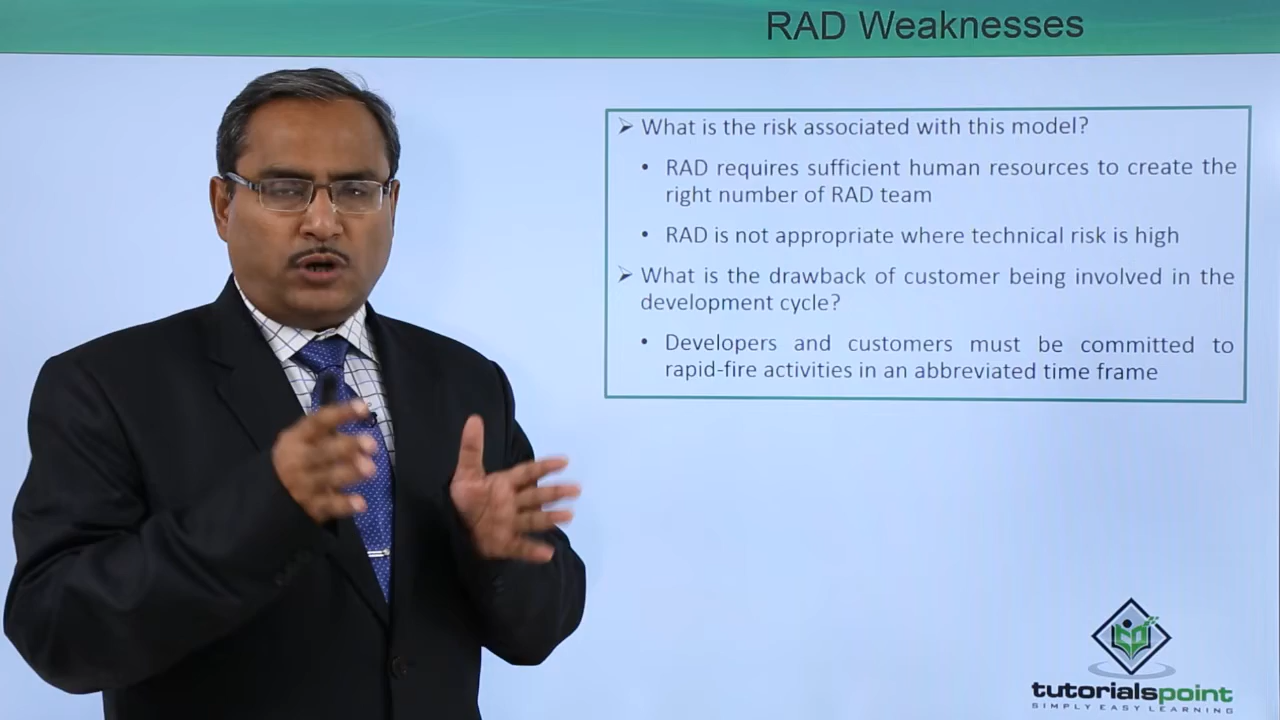 RAD Weaknesses
➢ What is the risk associated with this model?
• RAD requires sufficient human resources to create the
right number of RAD team
• RAD is not appropriate where technical risk is high
➢ What is the drawback of customer being involved in the
development cycle?
• Developers and customers must be committed to
rapid-fire activities in an abbreviated time frame
tutorialspoint
SIMPLY EASY LEARNING